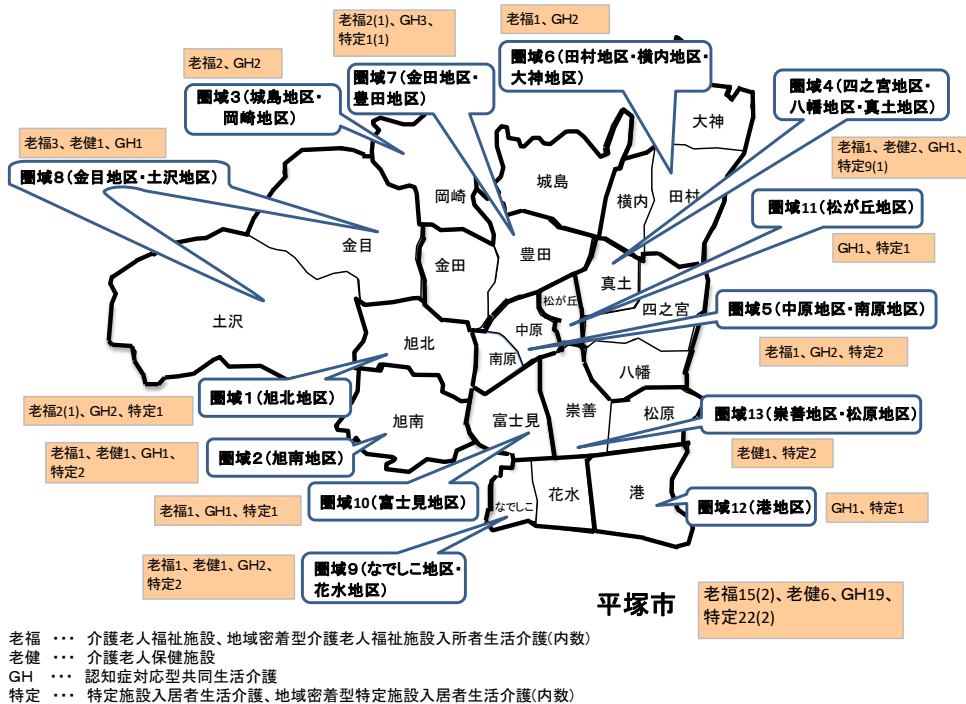 老福2(1)、GH3、
特定1(1)
老福1、GH2
圏域6(田村地区・横内地区・
大神地区)
老福2、GH2
圏域7(金田地区・
豊田地区)
圏域4(四之宮地区・
八幡地区・真土地区)
圏域3(城島地区・
岡崎地区)
大神
老福3、老健1、GH1
老福1、老健2、GH1、
特定9(1)
圏域8(金目地区・土沢地区)
城島
岡崎
横内
田村
圏域11(松が丘地区)
金目
金田
豊田
GH1、特定1
真土
松が丘
四之宮
圏域5(中原地区・南原地区)
土沢
中原
旭北
南原
老福1、GH2、特定2
八幡
圏域1(旭北地区)
老福2(1)、GH2、特定1
旭南
富士見
崇善
松原
圏域13(崇善地区・松原地区)
老福1、老健1、GH1、
特定2
圏域2(旭南地区)
老健1、特定2
圏域10(富士見地区)
老福1、GH1、特定1
なでしこ
花水
港
圏域12(港地区)
GH1、特定1
老福1、老健1、GH2、
特定2
圏域9(なでしこ地区・
花水地区)
平塚市
老福15(2)、老健6、GH19、
特定22(2)
老福 ・・・ 介護老人福祉施設、地域密着型介護老人福祉施設入所者生活介護(内数)
老健 ・・・ 介護老人保健施設
GH ・・・ 認知症対応型共同生活介護
特定 ・・・ 特定施設入居者生活介護、地域密着型特定施設入居者生活介護(内数)